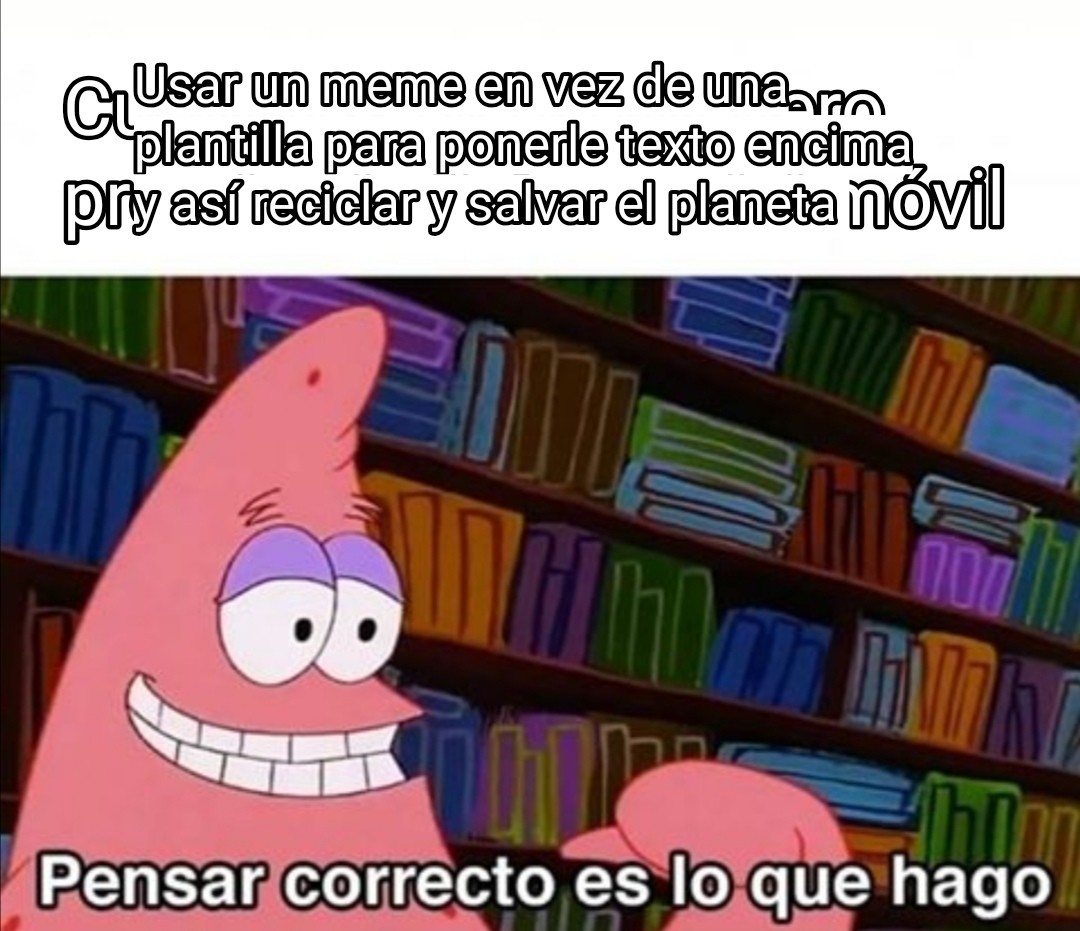 Usar un meme en vez de una
plantilla para ponerle texto encima
y así reciclar y salvar el planeta móvil
Pensar correcto es lo que hago